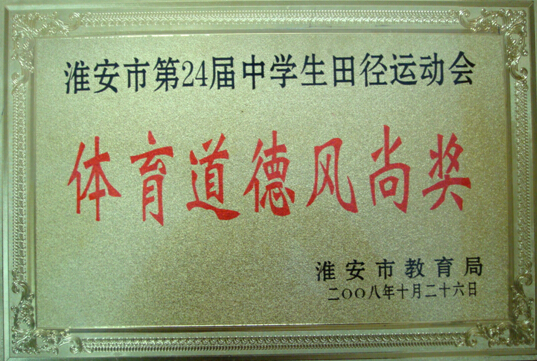 淮安市第24届中学生田径运动会
体育道德风尚奖
淮安市教育局
二〇〇八年十月二十六日